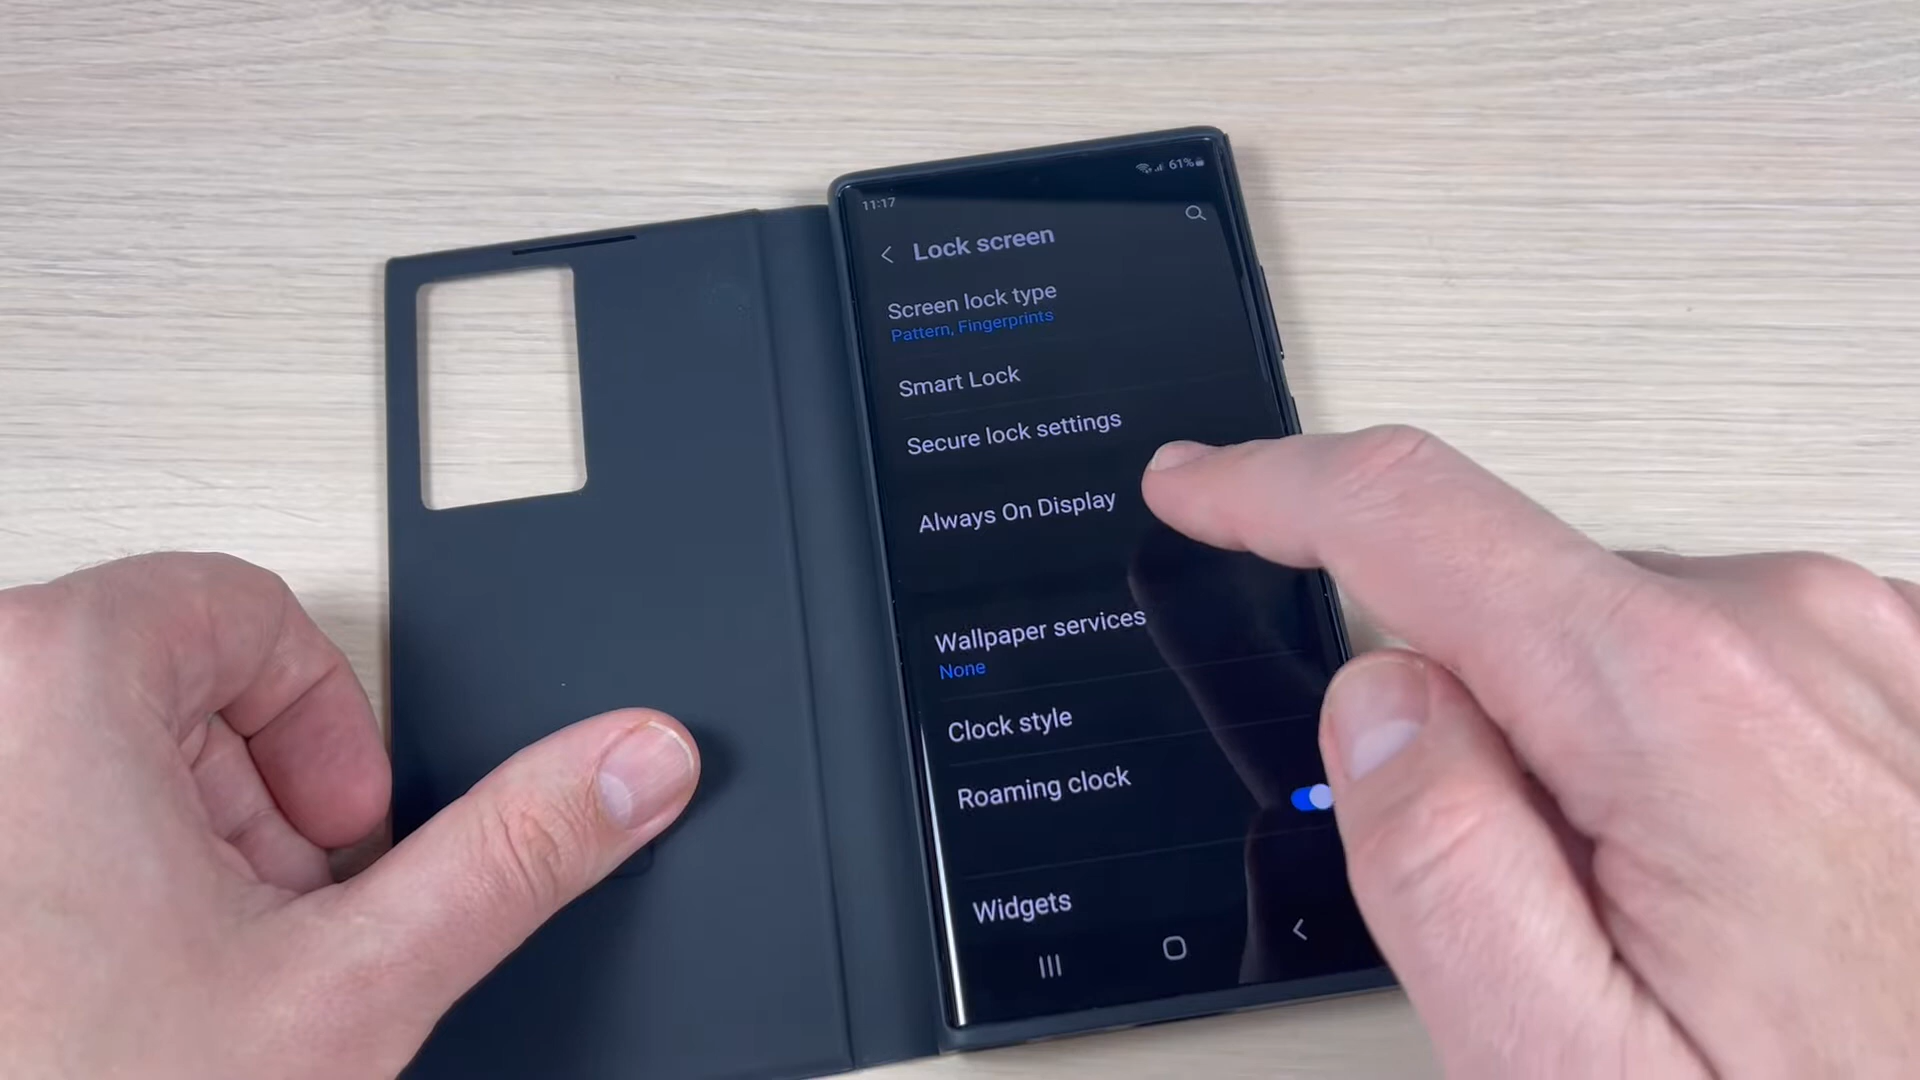 11:17
61%
Lock screen
Screen lock type
Pattern, Fingerprints
Smart Lock
Secure lock settings
Always On Display
Wallpaper services
None
Clock style
Roaming clock
Widgets